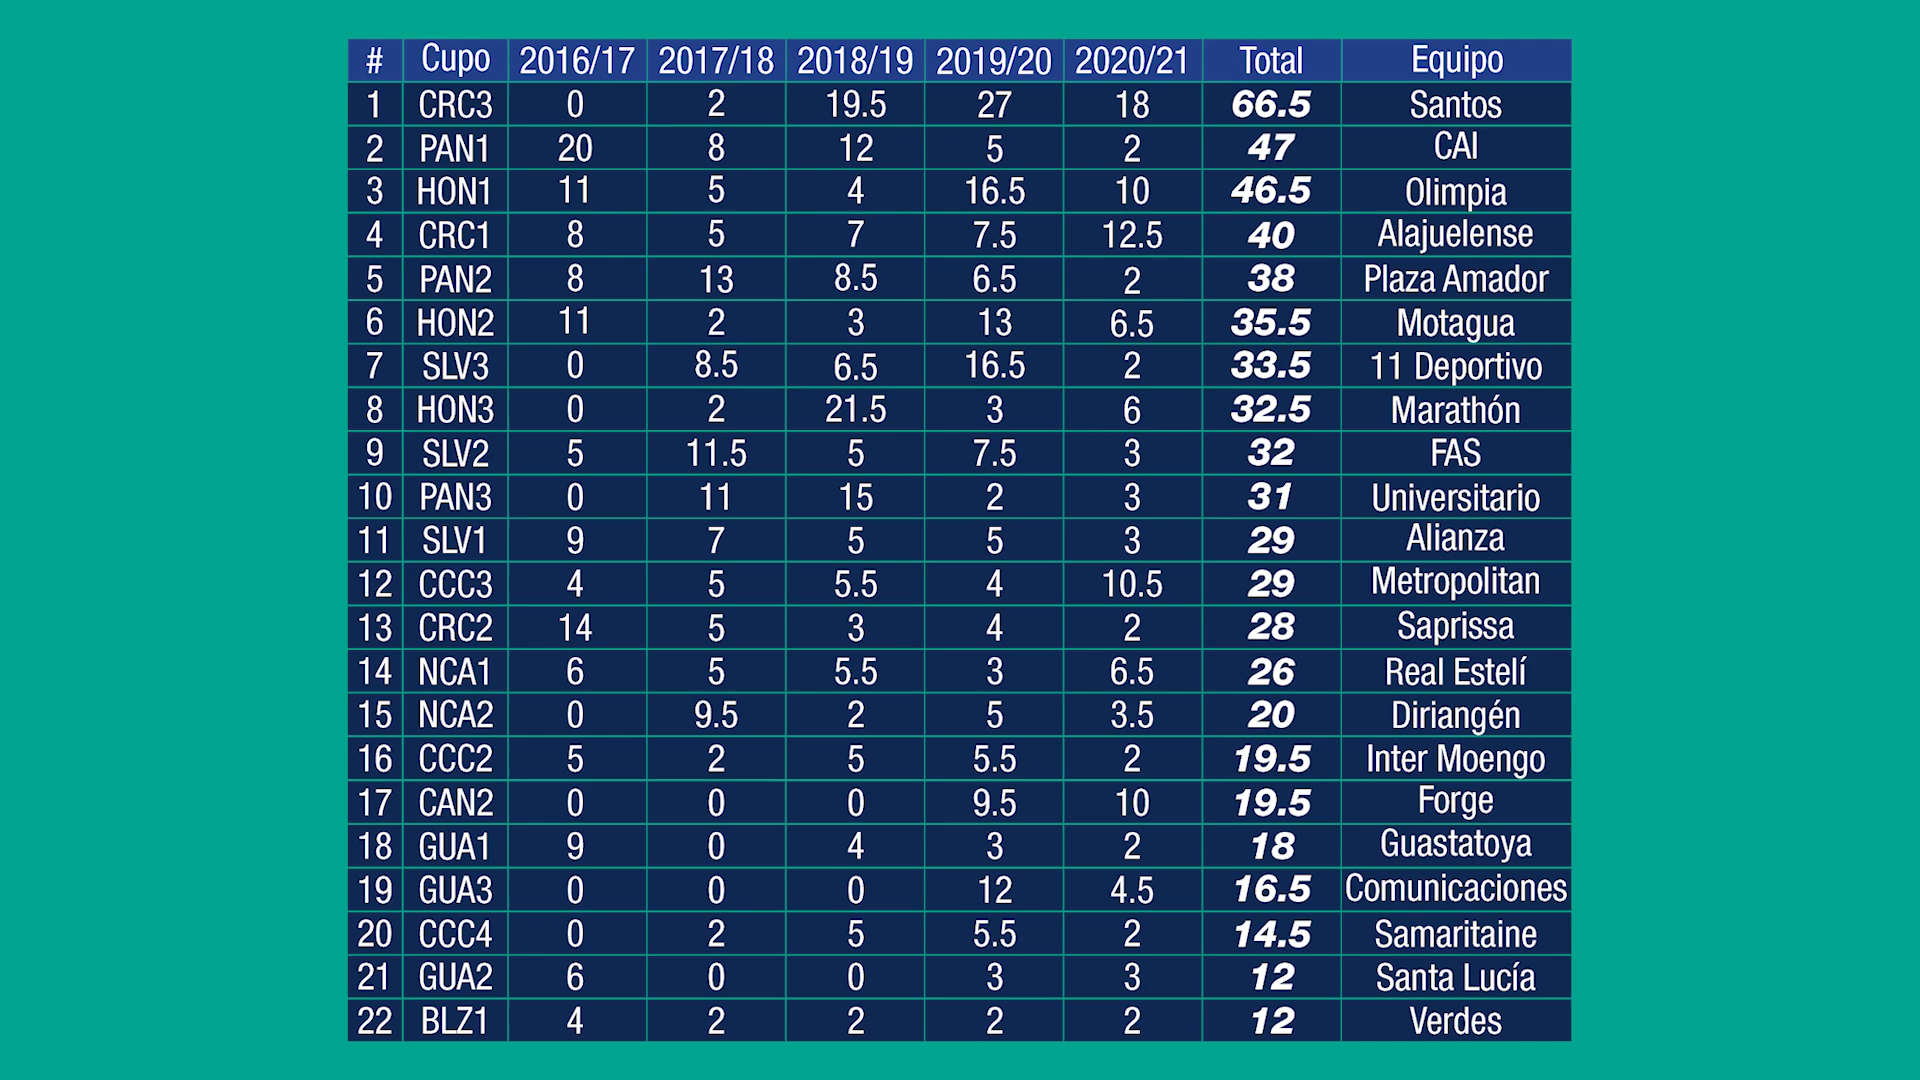 # Cupo 2016/17 2017/18 2018/19 2019/20 2020/21 Total Equipo
1 CRC3 0 2 19.5 27 18 66.5 Santos
2 PAN1 20 8 12 5 2 47 CAI
3 HON1 11 5 4 16.5 10 46.5 Olimpia
4 CRC1 8 5 7 7.5 12.5 40 Alajuelense
5 PAN2 8 13 8.5 6.5 2 38 Plaza Amador
6 HON2 11 2 3 13 6.5 35.5 Motagua
7 SLV3 0 8.5 6.5 16.5 2 33.5 11 Deportivo
8 HON3 0 2 21.5 3 6 32.5 Marathón
9 SLV2 5 11.5 5 7.5 3 32 FAS
10 PAN3 0 11 15 2 3 31 Universitario
11 SLV1 9 7 5 5 3 29 Alianza
12 CCC3 4 5 5.5 4 10.5 29 Metropolitan
13 CRC2 14 5 3 4 2 28 Saprissa
14 NCA1 6 5 5.5 3 6.5 26 Real Estelí
15 NCA2 0 9.5 2 5 3.5 20 Diriangén
16 CCC2 5 2 5 5.5 2 19.5 Inter Moengo
17 CAN2 0 0 0 9.5 10 19.5 Forge
18 GUA1 9 0 4 3 2 18 Guastatoya
19 GUA3 0 0 0 12 4.5 16.5 Comunicaciones
20 CCC4 0 2 5 5.5 2 14.5 Samaritaine
21 GUA2 6 0 0 3 3 12 Santa Lucía
22 BLZ1 4 2 2 2 2 12 Verdes